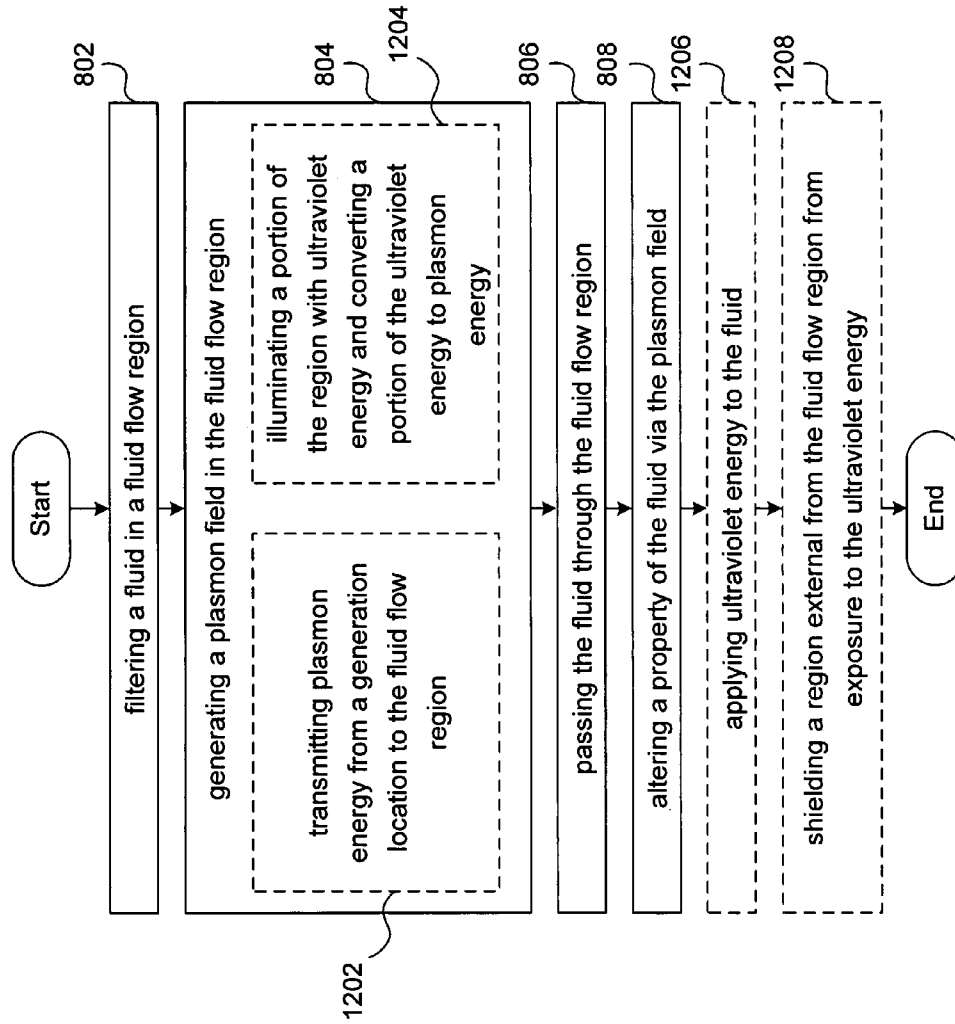 Start
802
filtering a fluid in a fluid flow region
804
generating a plasmon field in the fluid flow region
1202
transmitting plasmon
energy from a generation
location to the fluid flow
region
1204
illuminating a portion of
the region with ultraviolet
energy and converting a
portion of the ultraviolet
energy to plasmon
energy
806
passing the fluid through the fluid flow region
808
altering a property of the fluid via the plasmon field
1206
applying ultraviolet energy to the fluid
1208
shielding a region external from the fluid flow region from
exposure to the ultraviolet energy
End